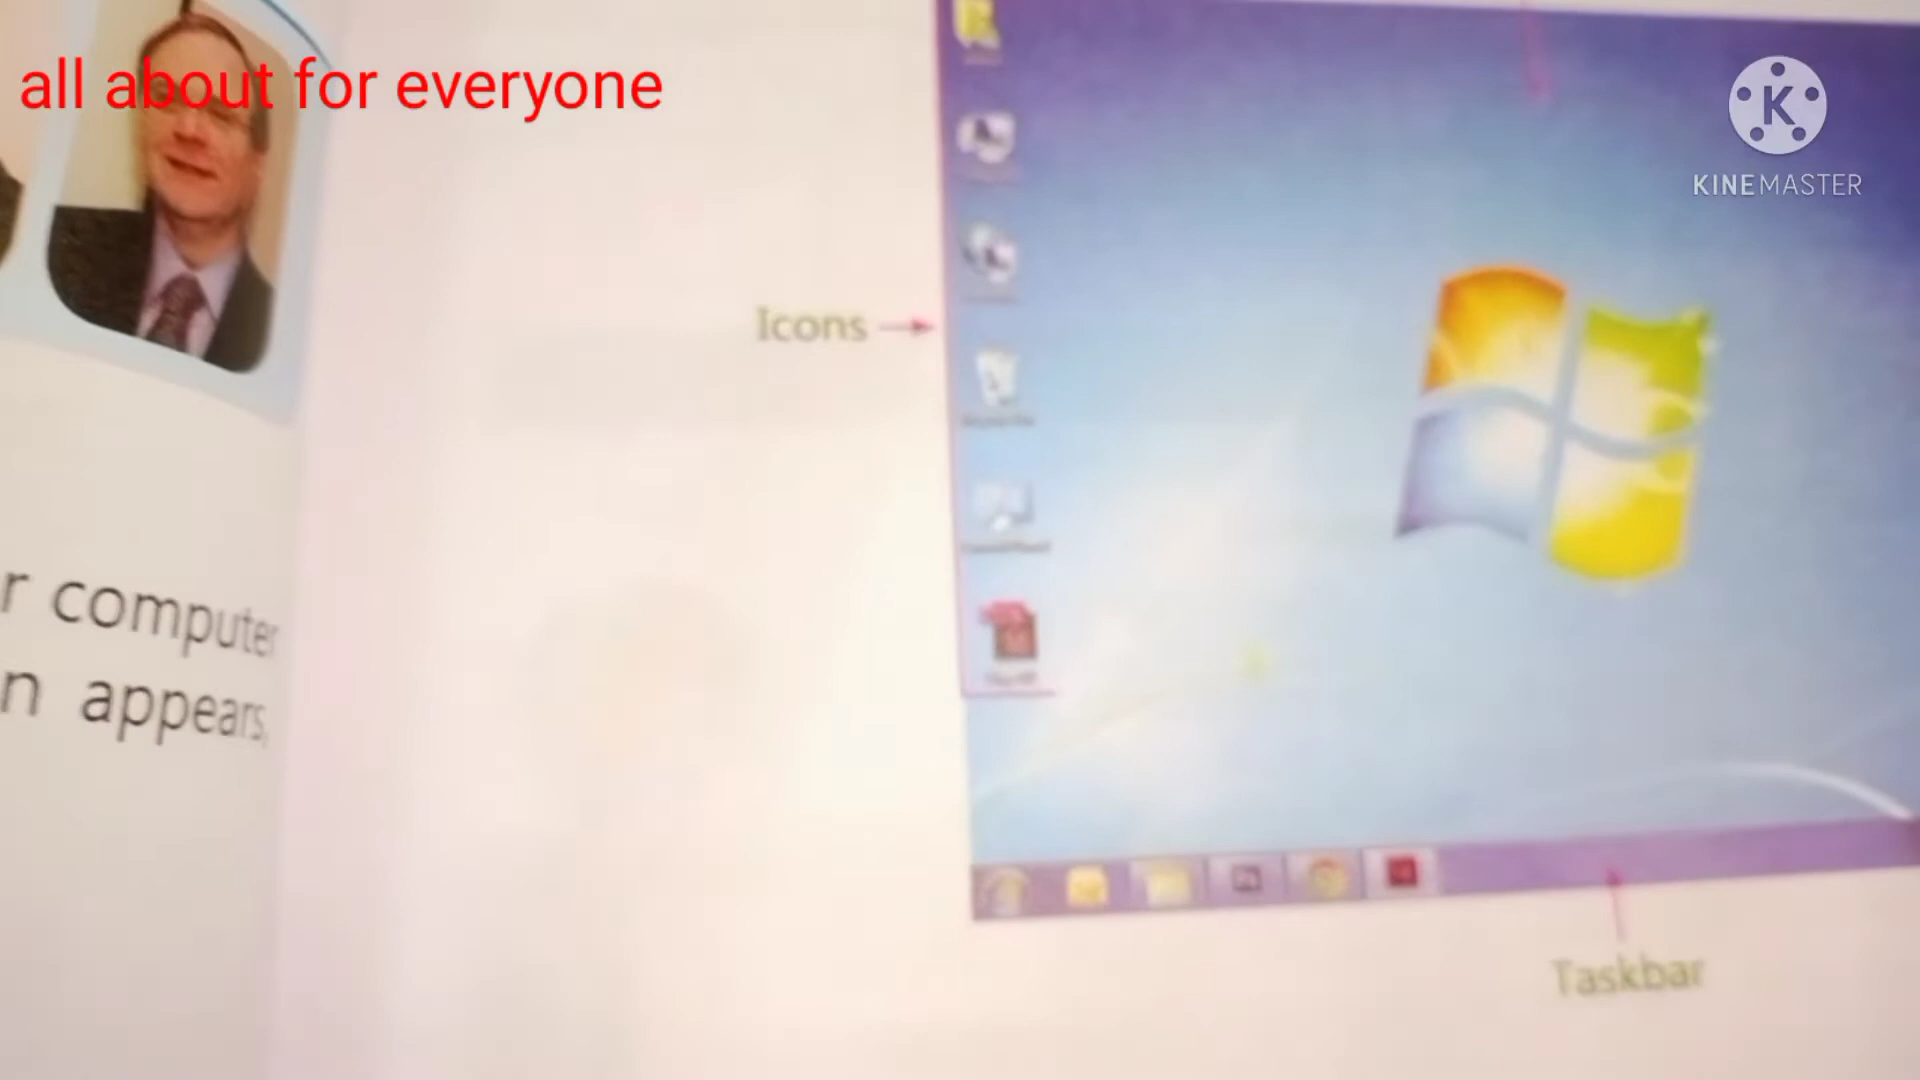 all about for everyone
KINEMASTER
Icons
r computer
n appears,
Taskbar